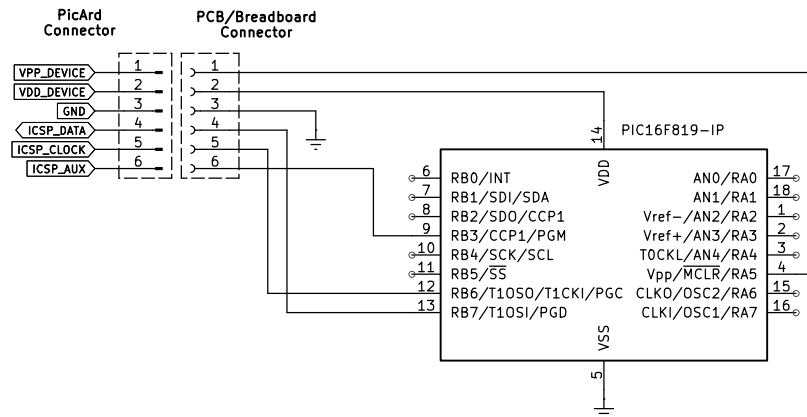 PicArd
Connector
PCB/Breadboard
Connector
VPP_DEVICE 1 1
VDD_DEVICE 2 2
GND 3 3
ICSP_DATA 4 4
ICSP_CLOCK 5 5
ICSP_AUX 6 6
PIC16F819-IP
14
VDD
6 RB0/INT AN0/RA0 17
7 RB1/SDI/SDA AN1/RA1 18
8 RB2/SDO/CCP1 Vref-/AN2/RA2 1
9 RB3/CCP1/PGM Vref+/AN3/RA3 2
10 RB4/SCK/SCL T0CKL/AN4/RA4 3
11 RB5/SS Vpp/MCLR/RA5 4
12 RB6/T1OSO/T1CKI/PGC CLKO/OSC2/RA6 15
13 RB7/T1OSI/PGD CLKI/OSC1/RA7 16
VSS
5